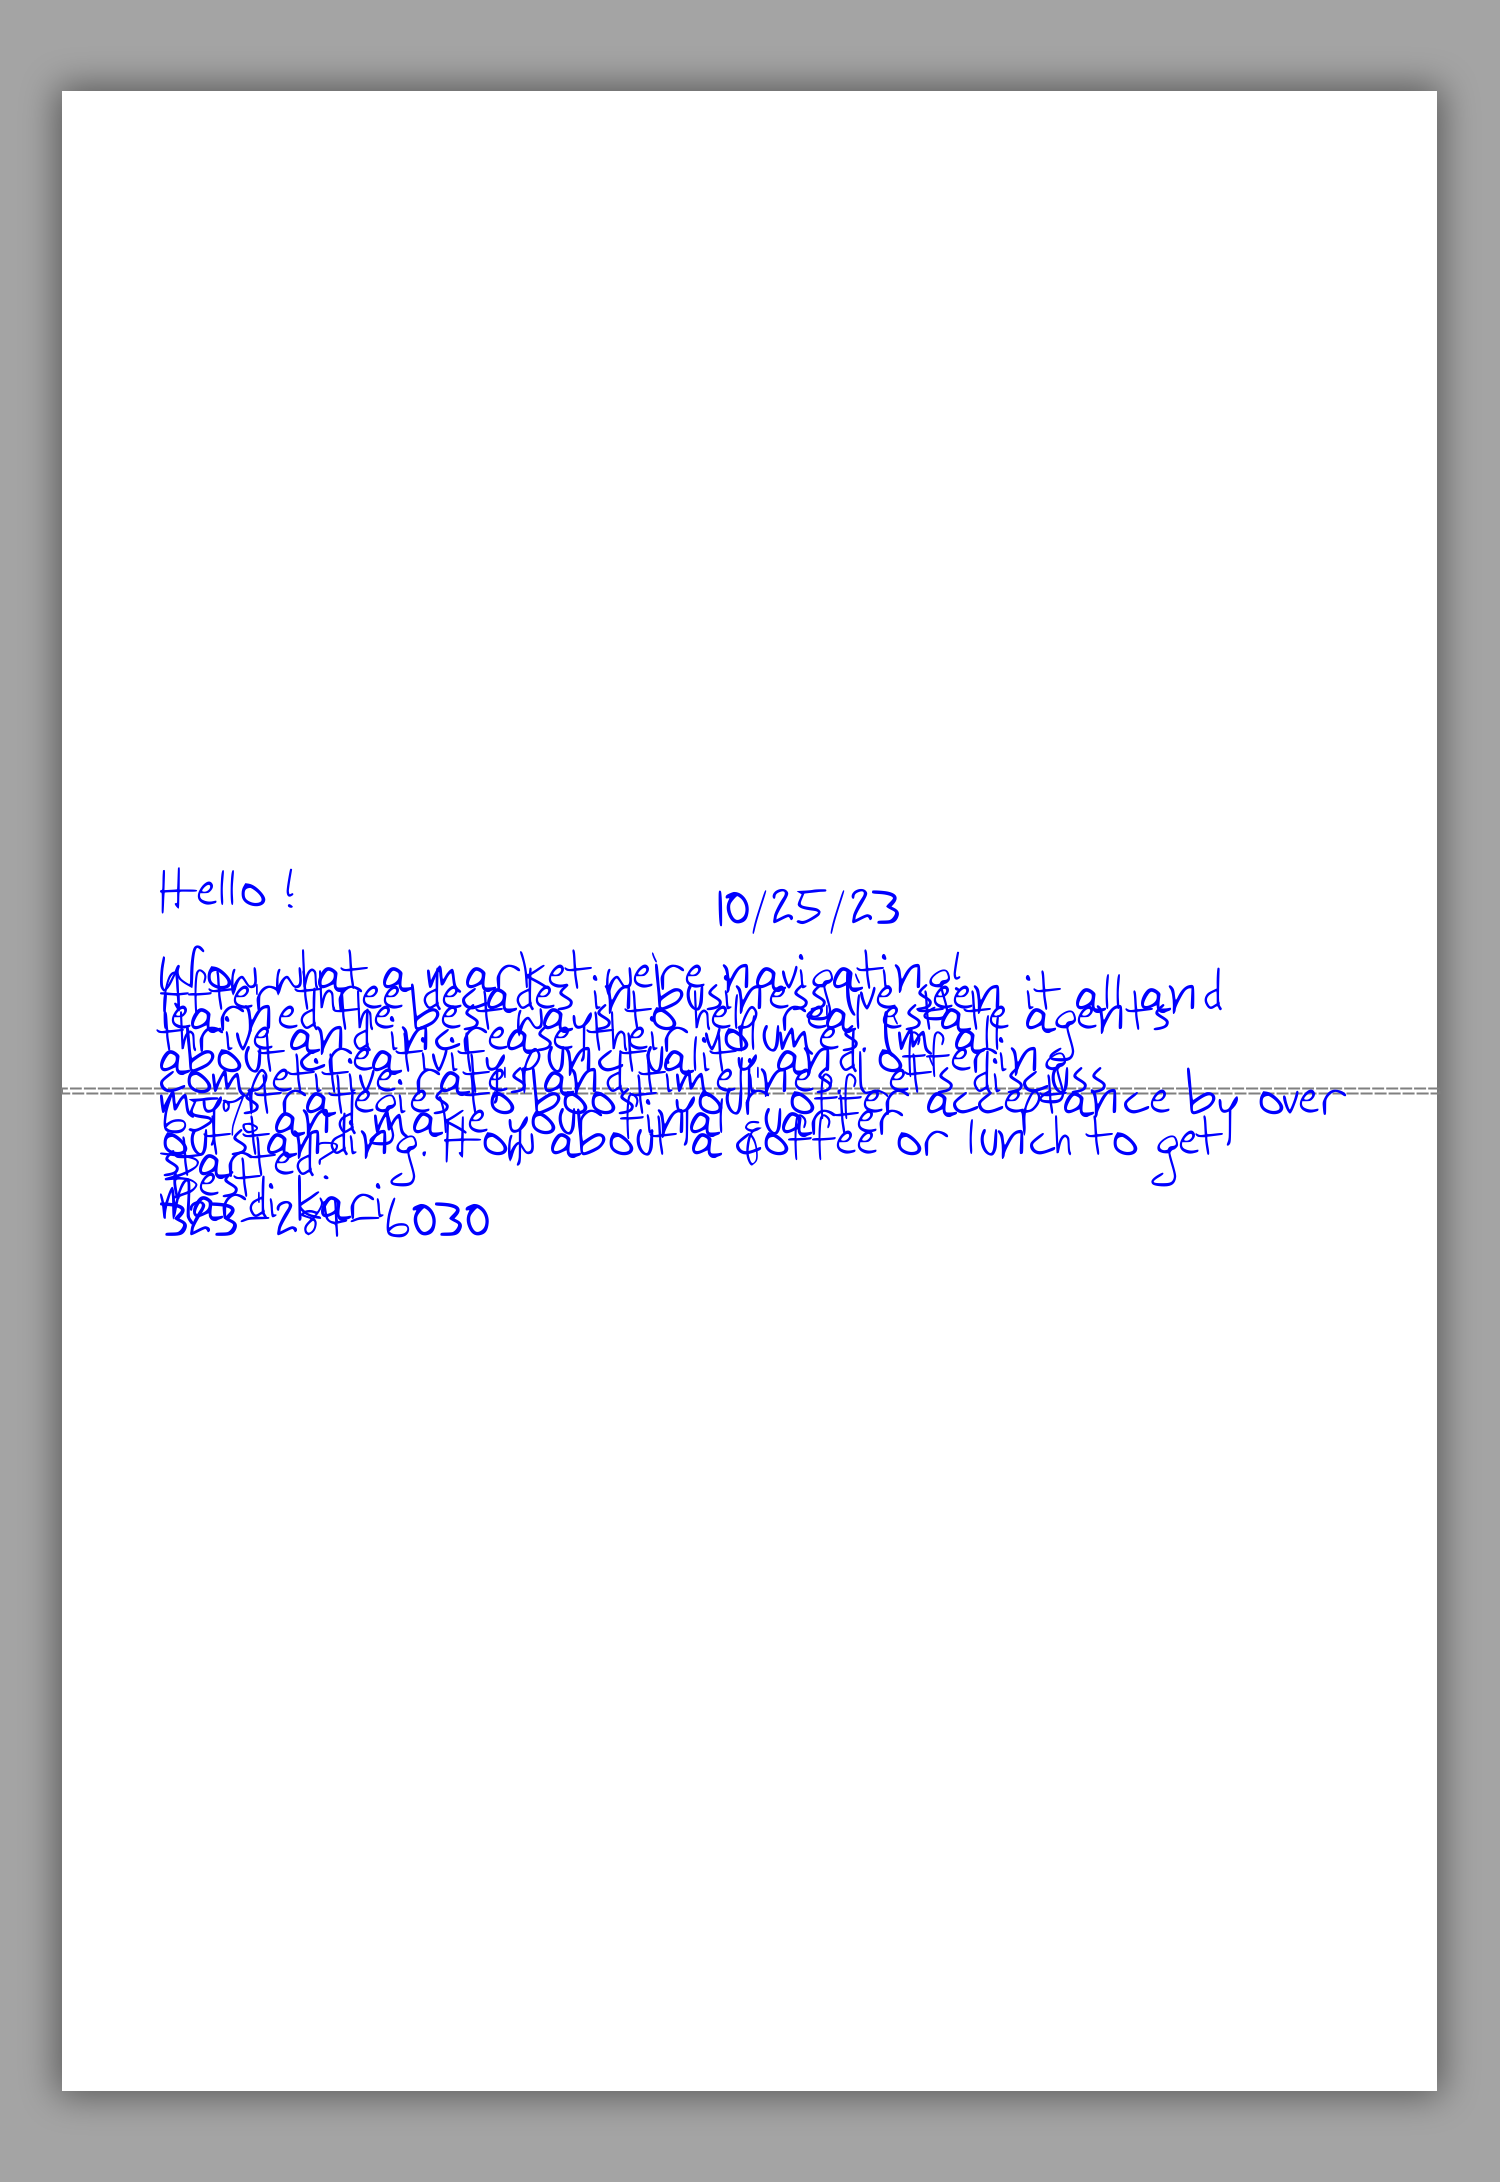 Hello !
10/25/23
Wow what a market we're navigating!
After three decades in business I've seen it all and
learned the best ways to help real estate agents
thrive and increase their volumes. I'm all
about creativity, punctuality, and offering
competitive rates and timelines. Let's discuss
my strategies to boost your offer acceptance by over
and make your final quarter
outstanding. How about a coffee or lunch to get
started?
Best
323-284-6030